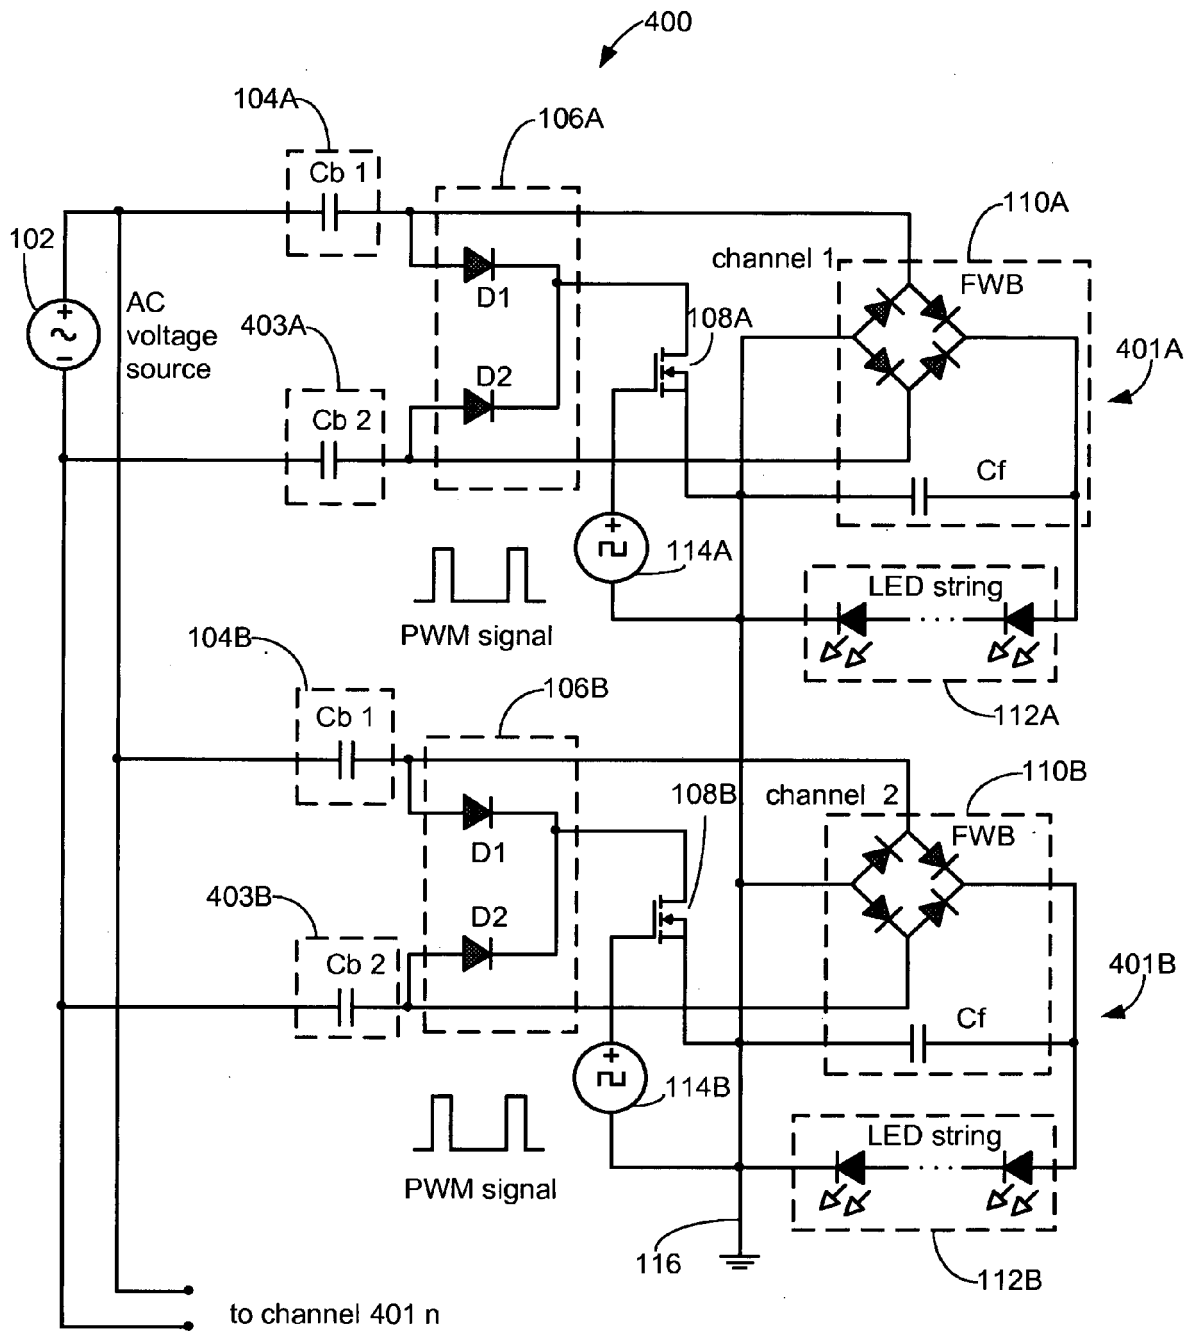 400
104A
106A
Cb 1
110A
102
channel 1
FWB
+
D1
AC
voltage
source
-
108A
403A
401A
D2
Cb 2
Cf
+
114A
LED string
PWM signal
104B
106B
112A
Cb 1
110B
108B
channel 2
FWB
D1
403B
D2
Cb 2
401B
Cf
+
114B
LED string
PWM signal
116
112B
to channel 401 n